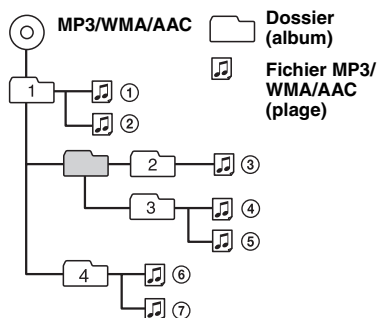 MP3/WMA/AAC
Dossier
(album)
Fichier MP3/
WMA/AAC
(plage)
1
①
②
2
③
3
④
⑤
4
⑥
⑦